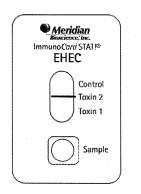 Meridian
Bioscience, Inc.
ImmunoCard STAT!®
EHEC
Control
Toxin 2
Toxin 1
Sample